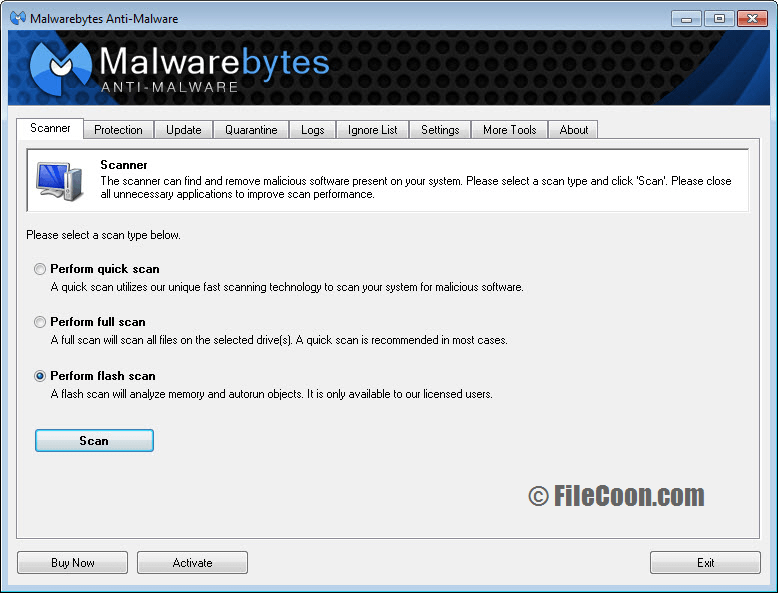 Malwarebytes Anti-Malware
Malwarebytes
ANTI-MALWARE
Scanner Protection Update Quarantine Logs Ignore List Settings More Tools About
Scanner
The scanner can find and remove malicious software present on your system. Please select a scan type and click 'Scan'. Please close
all unnecessary applications to improve scan performance.
Please select a scan type below.
Perform quick scan
A quick scan utilizes our unique fast scanning technology to scan your system for malicious software.
Perform full scan
A full scan will scan all files on the selected drive(s). A quick scan is recommended in most cases.
Perform flash scan
A flash scan will analyze memory and autorun objects. It is only available to our licensed users.
Scan
© FileCoon.com
Buy Now Activate Exit